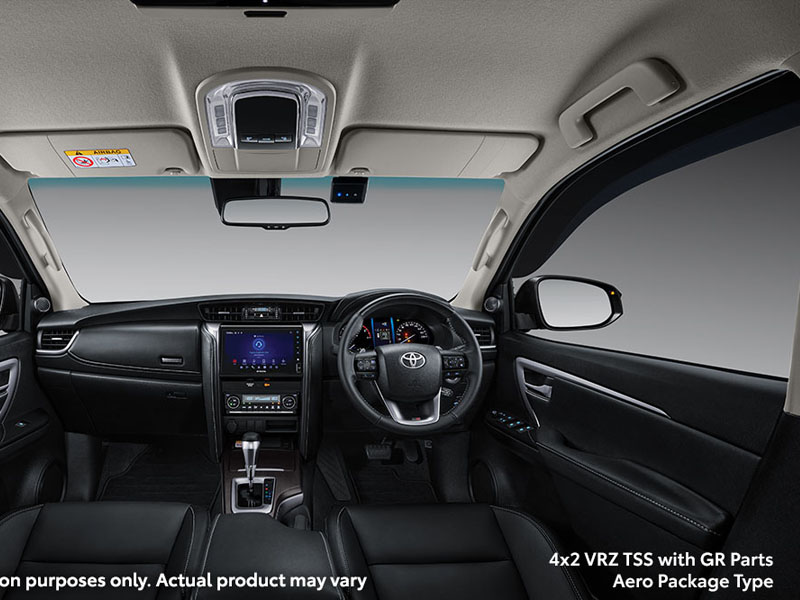 AIRBAG
4x2 VRZ TSS with GR Parts
Aero Package Type
on purposes only. Actual product may vary